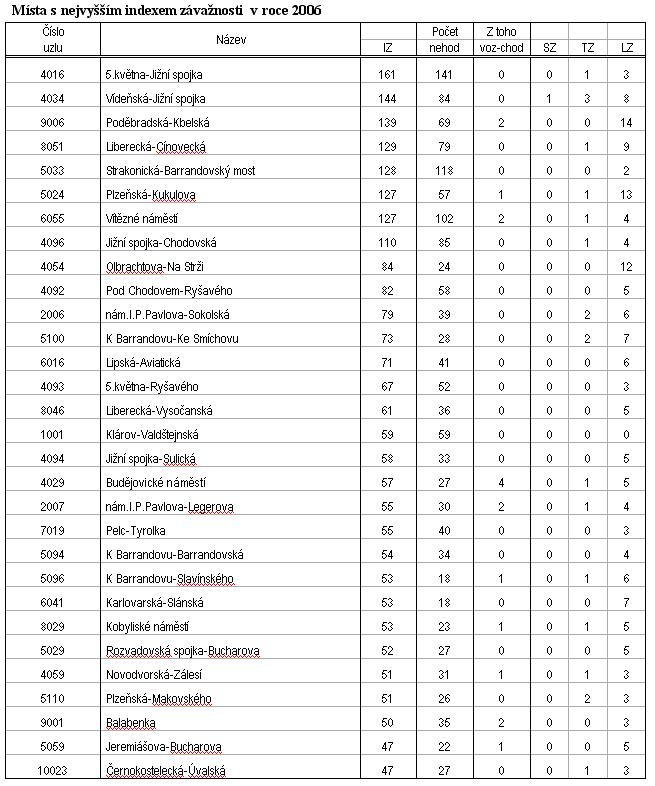 Místa s nejvyšším indexem závažnosti v roce 2006
Číslo uzlu Název IZ Počet nehod Z toho voz-chod SZ TZ LZ
4016 5.května-Jižní spojka 161 141 0 0 1 3
4034 Vídeňská-Jižní spojka 144 84 0 1 3 8
9006 Poděbradská-Kbelská 139 69 2 0 0 14
8051 Liberecká-Cínovecká 129 79 0 0 1 9
5033 Strakonická-Barrandovský most 128 118 0 0 0 2
5024 Plzeňská-Kukulova 127 57 1 0 1 13
6055 Vítězné náměstí 127 102 2 0 1 4
4096 Jižní spojka-Chodovská 110 85 0 0 1 4
4054 Olbrachtova-Na Strži 84 24 0 0 0 12
4092 Pod Chodovem-Ryšavého 82 58 0 0 0 5
2006 nám.I.P.Pavlova-Sokolská 79 39 0 0 2 6
5100 K Barrandovu-Ke Smíchovu 73 28 0 0 2 7
6016 Lipská-Aviatická 71 41 0 0 0 6
4093 5.května-Ryšavého 67 52 0 0 0 3
8046 Liberecká-Vysočanská 61 36 0 0 0 5
1001 Klárov-Valdštejnská 59 59 0 0 0 0
4094 Jižní spojka-Sulická 58 33 0 0 0 5
4029 Budějovické náměstí 57 27 4 0 1 5
2007 nám.I.P.Pavlova-Legerova 55 30 2 0 1 4
7019 Pelc-Tyrolka 55 40 0 0 0 3
5094 K Barrandovu-Barrandovská 54 34 0 0 0 4
5096 K Barrandovu-Slavínského 53 18 1 0 1 6
6041 Karlovarská-Slánská 53 18 0 0 0 7
8029 Kobyliské náměstí 53 23 1 0 1 5
5029 Rozvadovská spojka-Bucharova 52 27 0 0 0 5
4059 Novodvorská-Zálesí 51 31 1 0 1 3
5110 Plzeňská-Makovského 51 26 0 0 2 3
9001 Balabenka 50 35 2 0 0 3
5059 Jeremiášova-Bucharova 47 22 1 0 0 5
10023 Černokostelecká-Úvalská 47 27 0 0 1 3